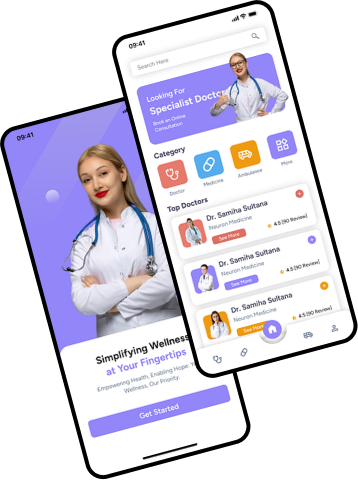 09:41
Simplifying Wellness
at Your Fingertips
Empowering Health, Enabling Hope:
Wellness, Our Priority.
Get Started
09:41
Search Here
Looking For
Specialist Doctor
Book an Online
Consultation
Category
Doctor
Medicine
Ambulance
More
Top Doctors
Dr. Samiha Sultana
Neuron Medicine
See More
4.5 (90 Review)
Dr. Samiha Sultana
Neuron Medicine
See More
4.5 (90 Review)
Dr. Samiha Sultana
Neuron Medicine
See More
4.5 (90 Review)